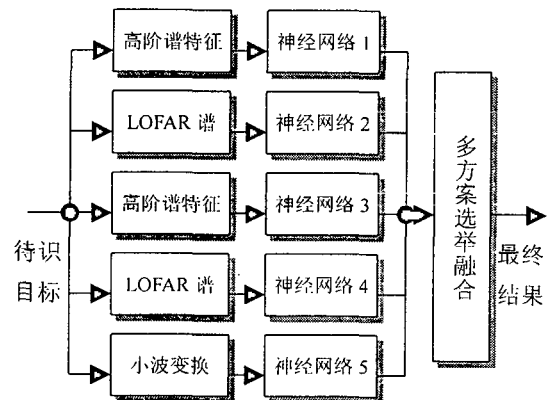 高阶谱特征
神经网络 1
LOFAR 谱
神经网络 2
高阶谱特征
神经网络 3
LOFAR 谱
神经网络 4
小波变换
神经网络 5
待识
目标
多方案选举融合
最终
结果